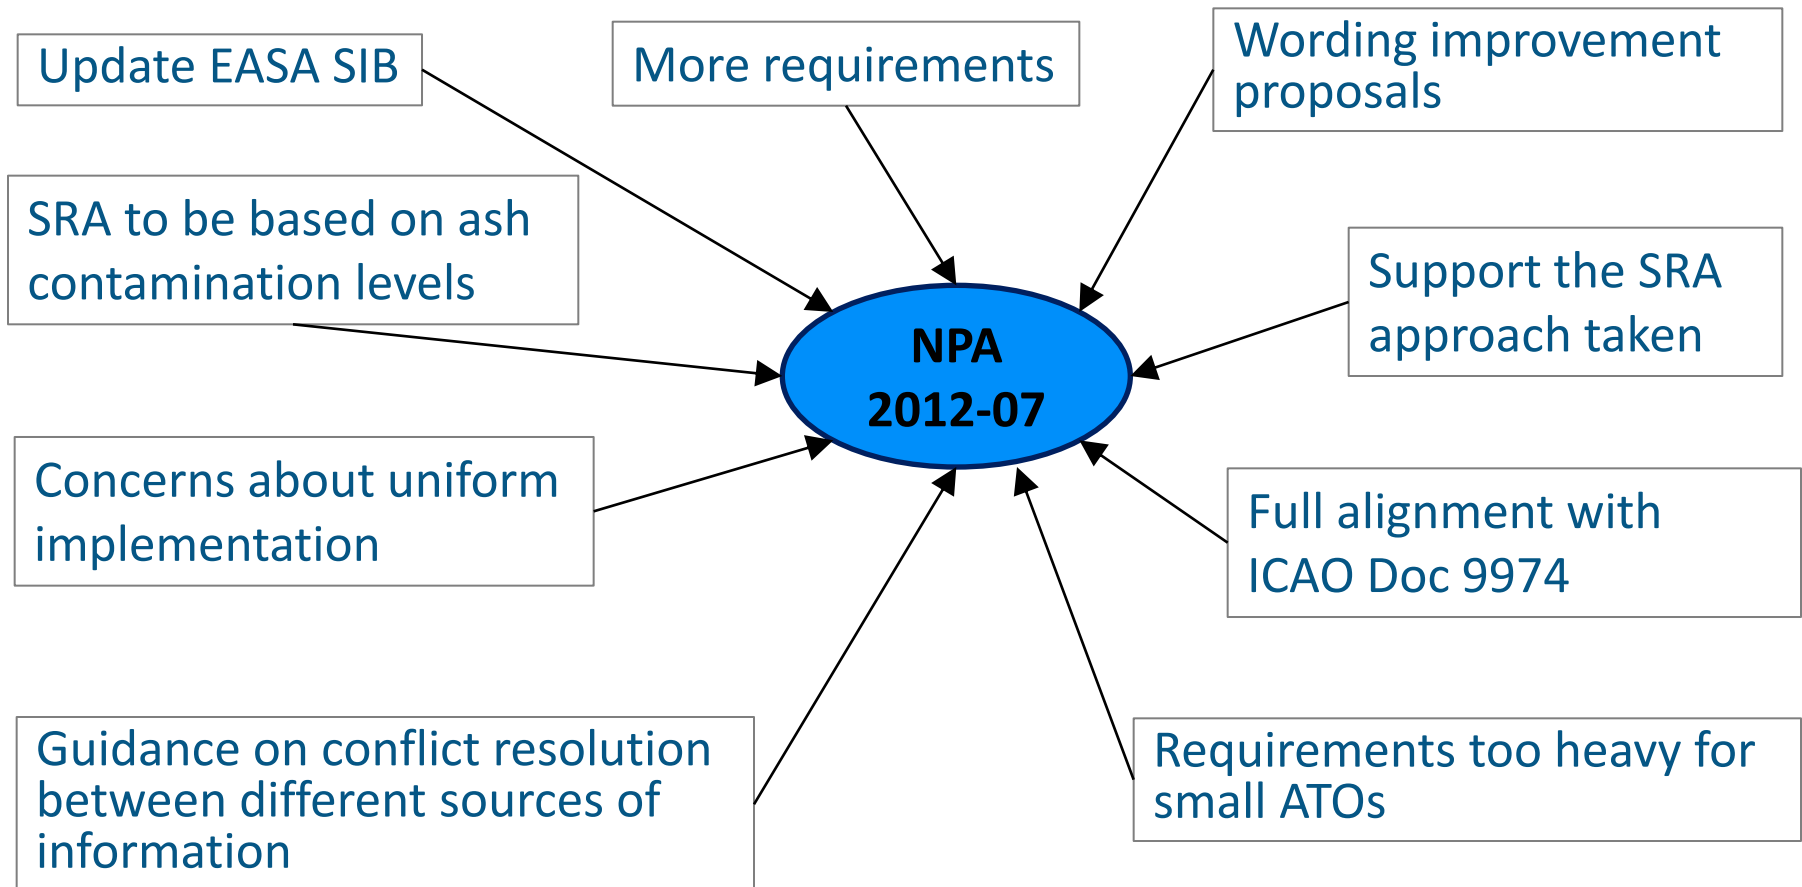 Update EASA SIB
More requirements
Wording improvement
proposals
SRA to be based on ash
contamination levels
Support the SRA
approach taken
NPA
2012-07
Concerns about uniform
implementation
Full alignment with
ICAO Doc 9974
Guidance on conflict resolution
between different sources of
information
Requirements too heavy for
small ATOs